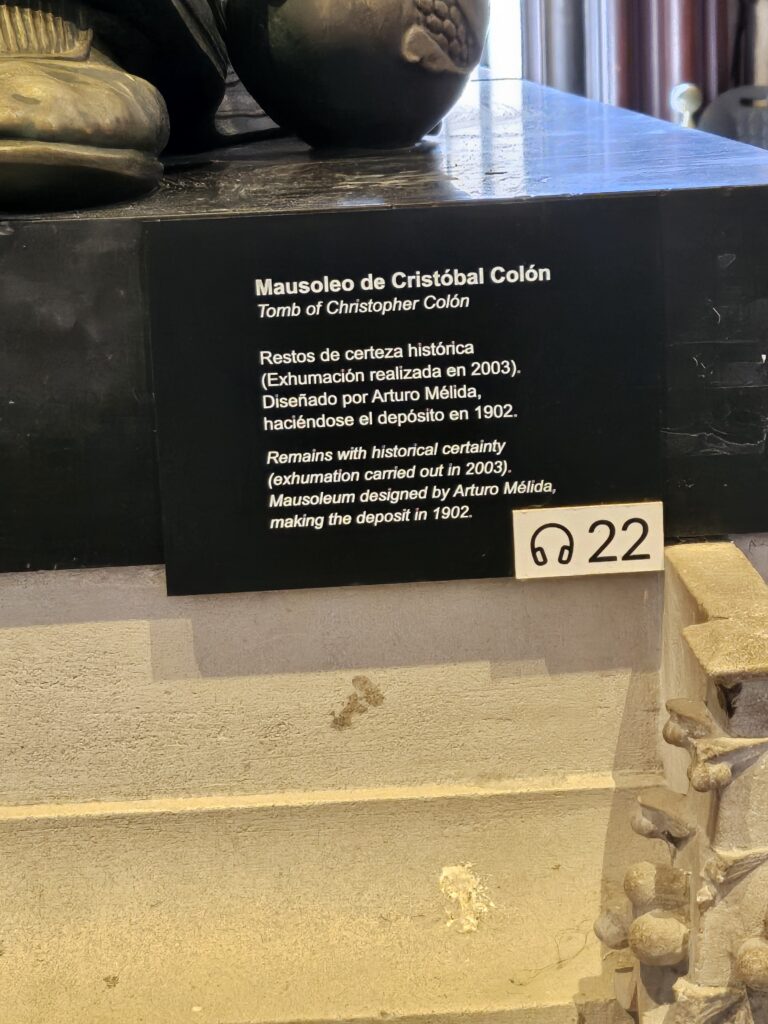 Mausoleo de Cristóbal Colón
Tomb of Christopher Colón
Restos de certeza histórica
(Exhumación realizada en 2003).
Diseñado por Arturo Mélida,
haciéndose el depósito en 1902.
Remains with historical certainty
(exhumation carried out in 2003).
Mausoleum designed by Arturo Mélida,
making the deposit in 1902.
22